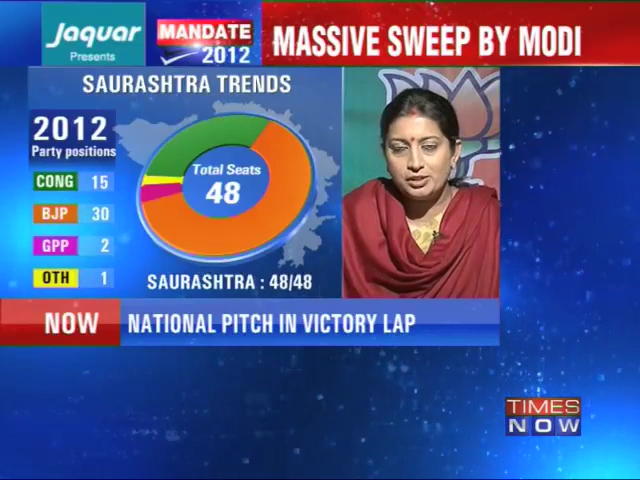 Jaquar
Presents
MANDATE
2012
MASSIVE SWEEP BY MODI
SAURASHTRA TRENDS
2012
Party positions
CONG 15
BJP 30
GPP 2
OTH 1
Total Seats
48
SAURASHTRA : 48/48
NOW NATIONAL PITCH IN VICTORY LAP
TIMES
NOW